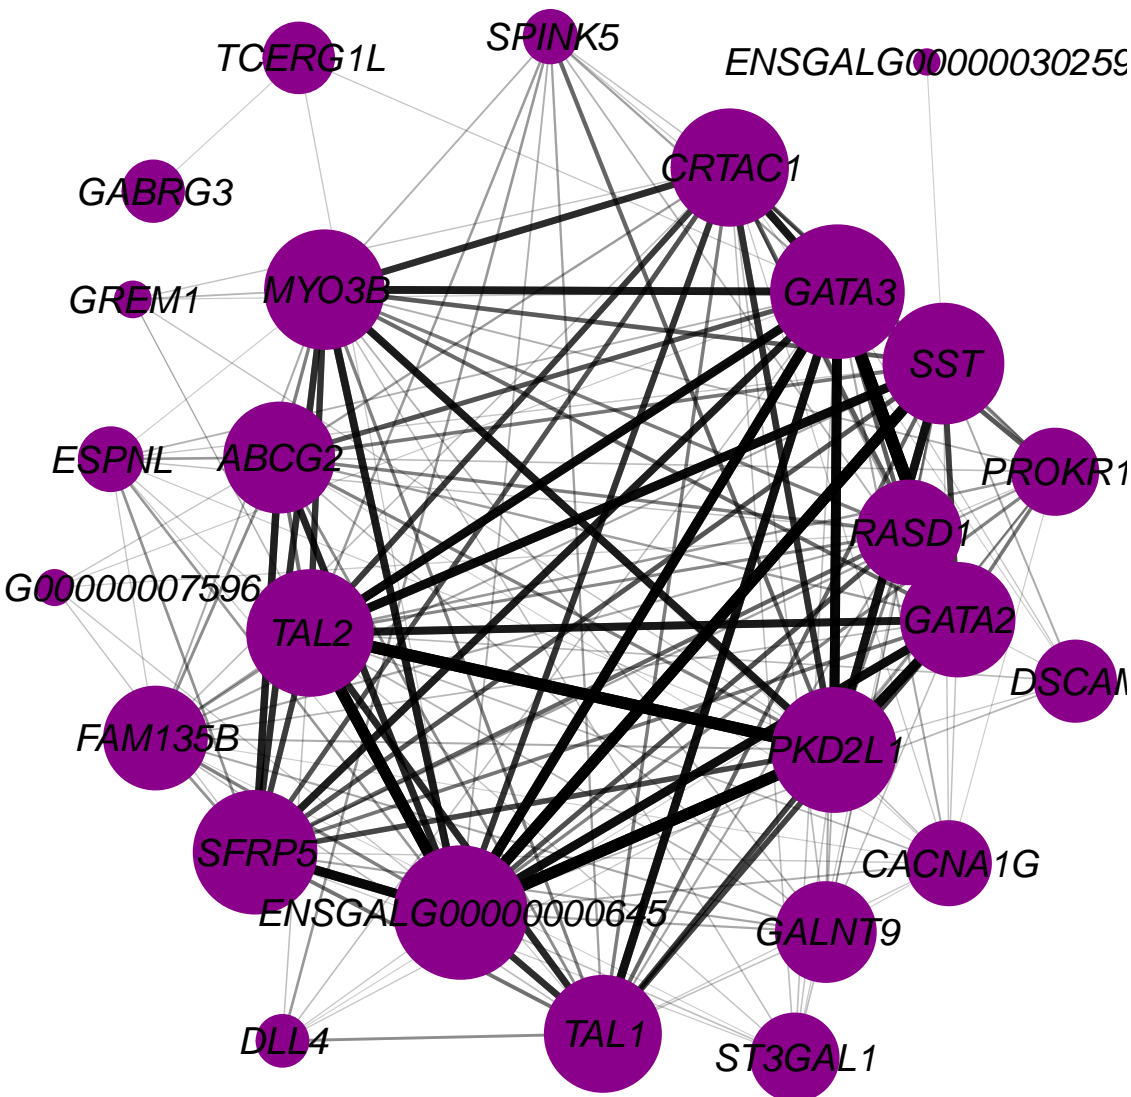 SPINK5
TCERG1L
ENSGALG00000030259
CRTAC1
GABRG3
MYO3B
GATA3
GREM1
SST
ESPNL
ABCG2
PROKR1
RASD1
G00000007596
TAL2
GATA2
DSCAM
FAM135B
PKD2L1
SFRP5
CACNA1G
ENSGALG00000000645
GALNT9
TAL1
DLL4
ST3GAL1